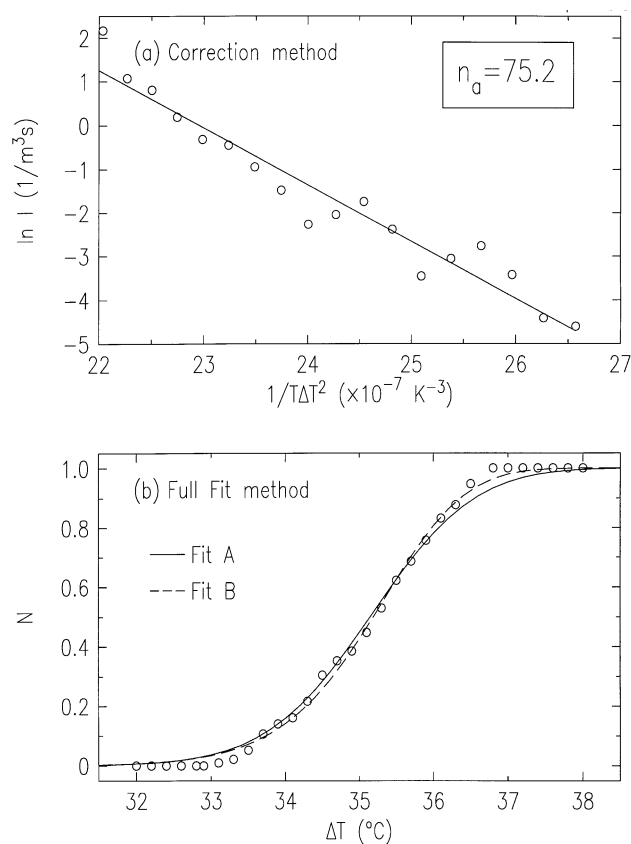 (a) Correction method
nₐ=75.2
ln I (1/m³s)
2
1
0
−1
−2
−3
−4
−5
22 23 24 25 26 27
1/TΔT² (×10⁻⁷ K⁻³)
(b) Full Fit method
Fit A
Fit B
N
1.0
0.8
0.6
0.4
0.2
0
32 33 34 35 36 37 38
ΔT (°C)